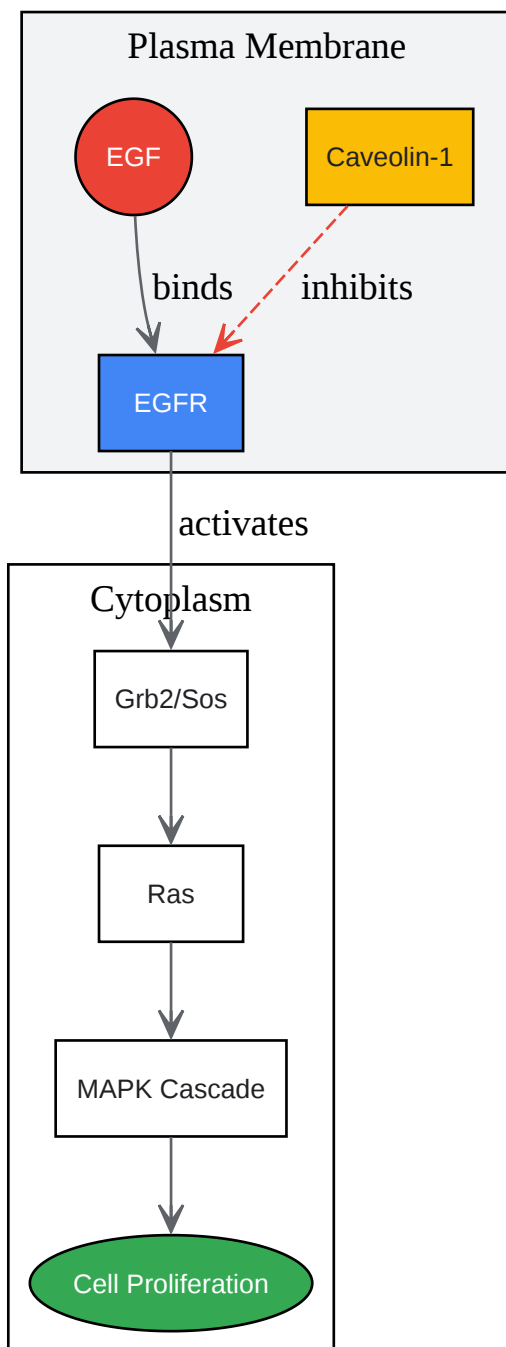 Plasma Membrane
EGF
Caveolin-1
binds
inhibits
EGFR
activates
Cytoplasm
Grb2/Sos
Ras
MAPK Cascade
Cell Proliferation